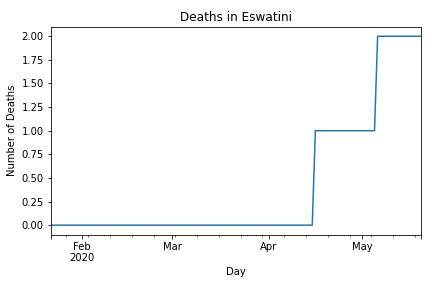 Deaths in Eswatini
2.00
1.75
1.50
1.25
1.00
0.75
0.50
0.25
0.00
Number of Deaths
Feb
2020
Mar
Apr
May
Day